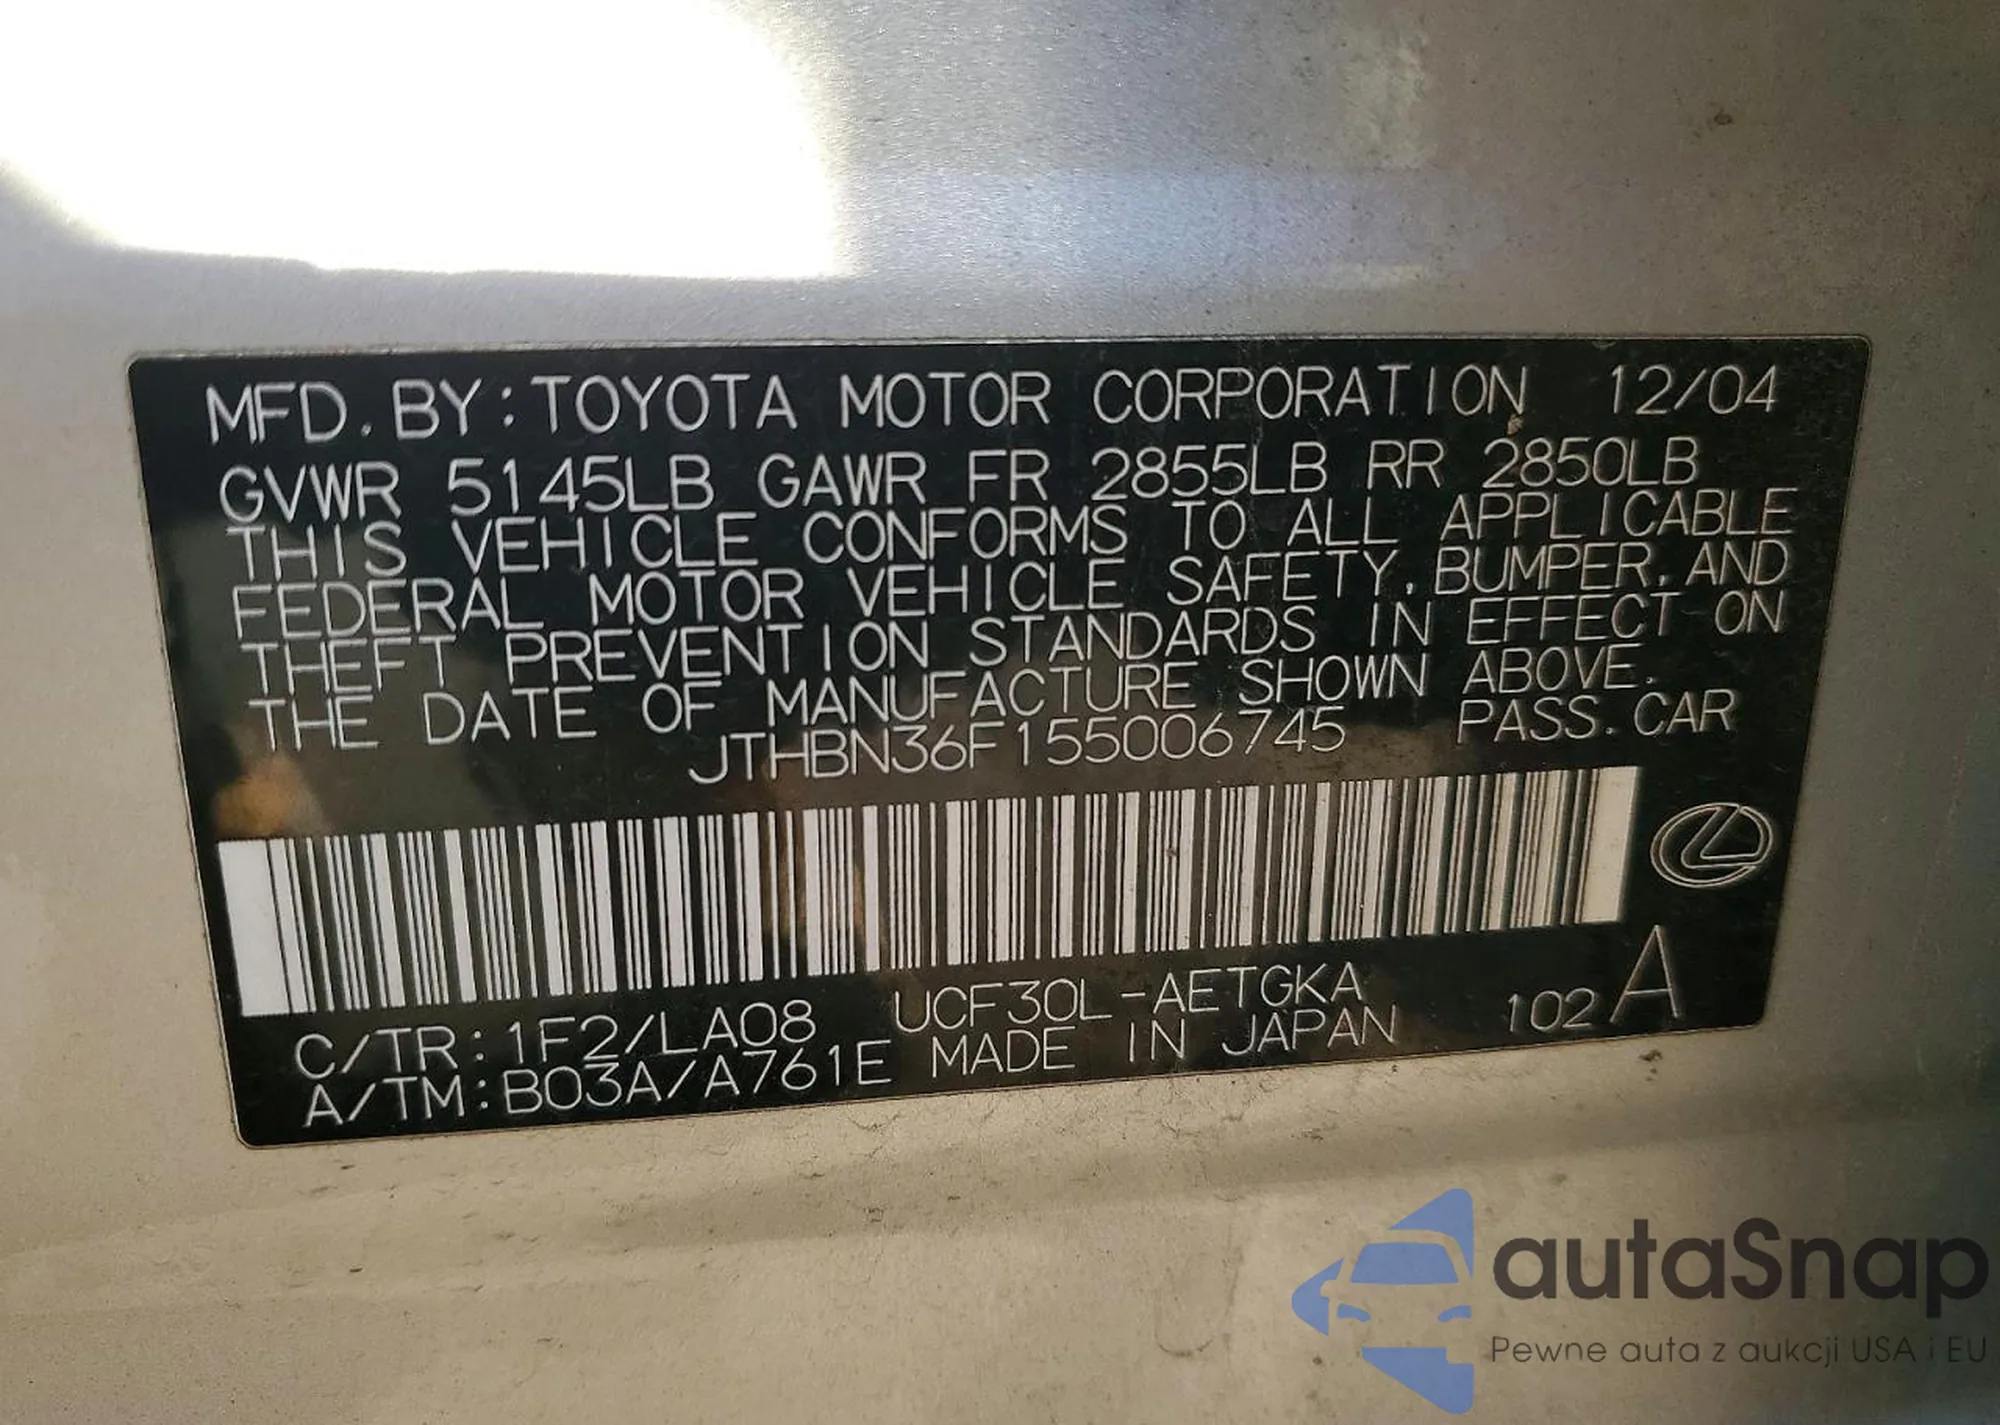 MFD. BY: TOYOTA MOTOR CORPORATION 12/04
GVWR 5145LB GAWR FR 2855LB RR 2850LB
THIS VEHICLE CONFORMS TO ALL APPLICABLE
FEDERAL MOTOR VEHICLE SAFETY, BUMPER, AND
THEFT PREVENTION STANDARDS IN EFFECT ON
THE DATE OF MANUFACTURE SHOWN ABOVE.
JTHBN36F155006745 PASS. CAR
C/TR: 1F2/LA08 UCF30L-AETGKA
A/TM: B03A/A761E MADE IN JAPAN 102 A
autaSnap
Pewne auta z aukcji USA i EU